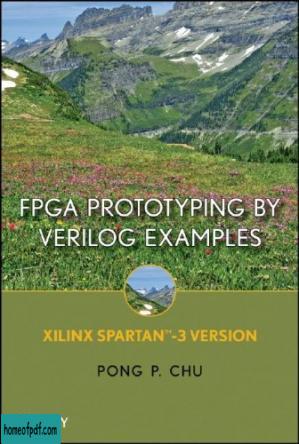 FPGA PROTOTYPING BY
VERILOG EXAMPLES
XILINX SPARTAN™-3 VERSION
PONG P. CHU
homeofpdf.com